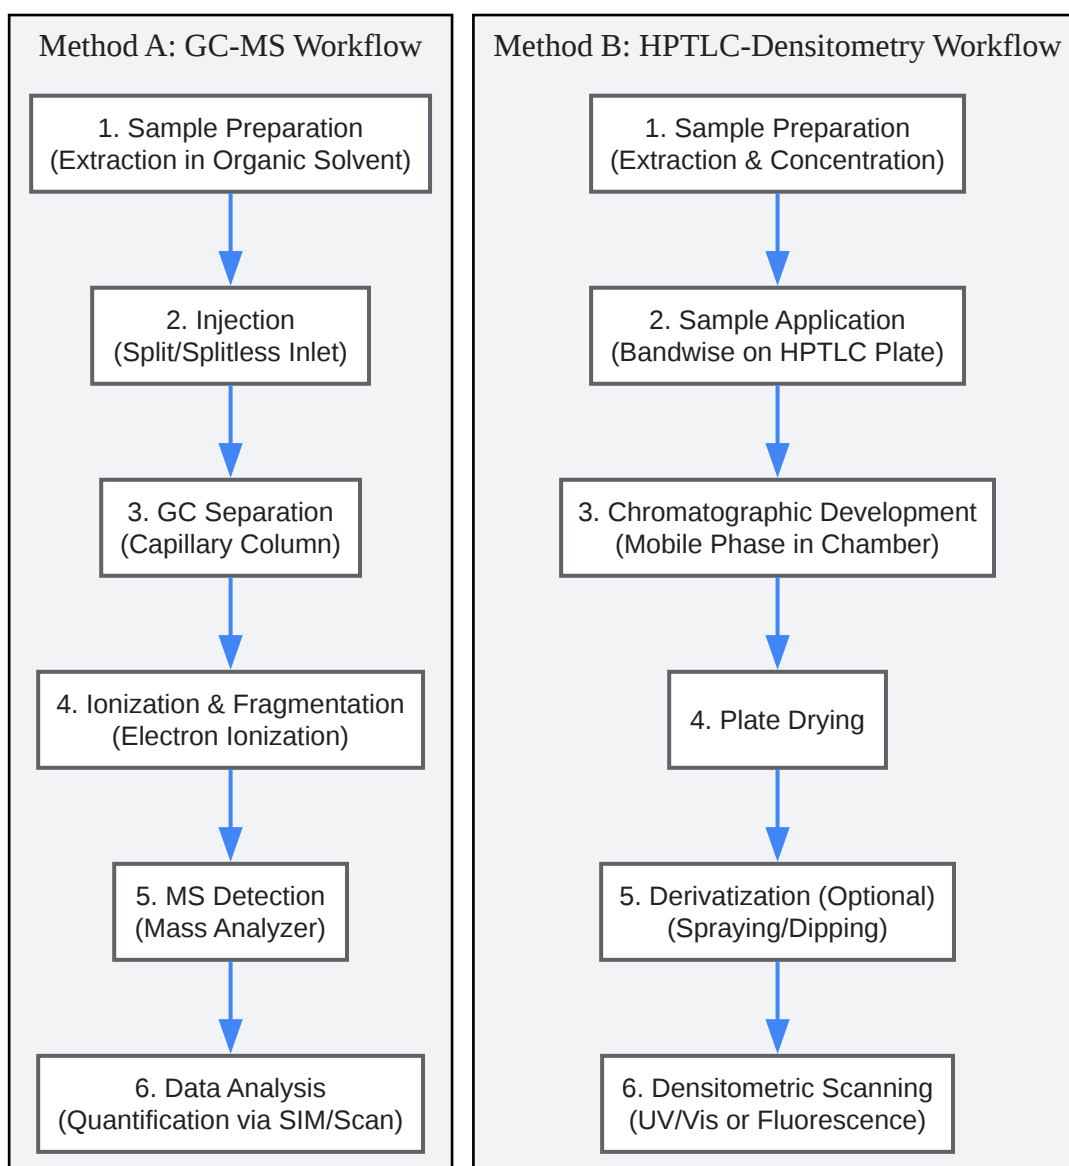 Method A: GC-MS Workflow
1. Sample Preparation
(Extraction in Organic Solvent)
2. Injection
(Split/Splitless Inlet)
3. GC Separation
(Capillary Column)
4. Ionization & Fragmentation
(Electron Ionization)
5. MS Detection
(Mass Analyzer)
6. Data Analysis
(Quantification via SIM/Scan)
Method B: HPTLC-Densitometry Workflow
1. Sample Preparation
(Extraction & Concentration)
2. Sample Application
(Bandwise on HPTLC Plate)
3. Chromatographic Development
(Mobile Phase in Chamber)
4. Plate Drying
5. Derivatization (Optional)
(Spraying/Dipping)
6. Densitometric Scanning
(UV/Vis or Fluorescence)